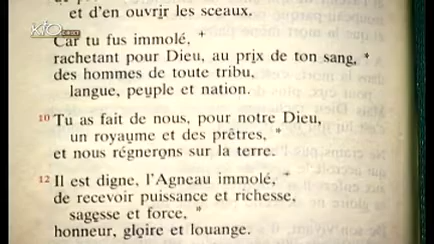 KTO
et d'en ouvrir les sceaux.
Car tu fus immolé, +
rachetant pour Dieu, au prix de ton sang, *
des hommes de toute tribu,
langue, peuple et nation.
10 Tu as fait de nous, pour notre Dieu,
un royaume et des prêtres, *
et nous régnerons sur la terre.
12 Il est digne, l'Agneau immolé, +
de recevoir puissance et richesse,
sagesse et force, *
honneur, gloire et louange.